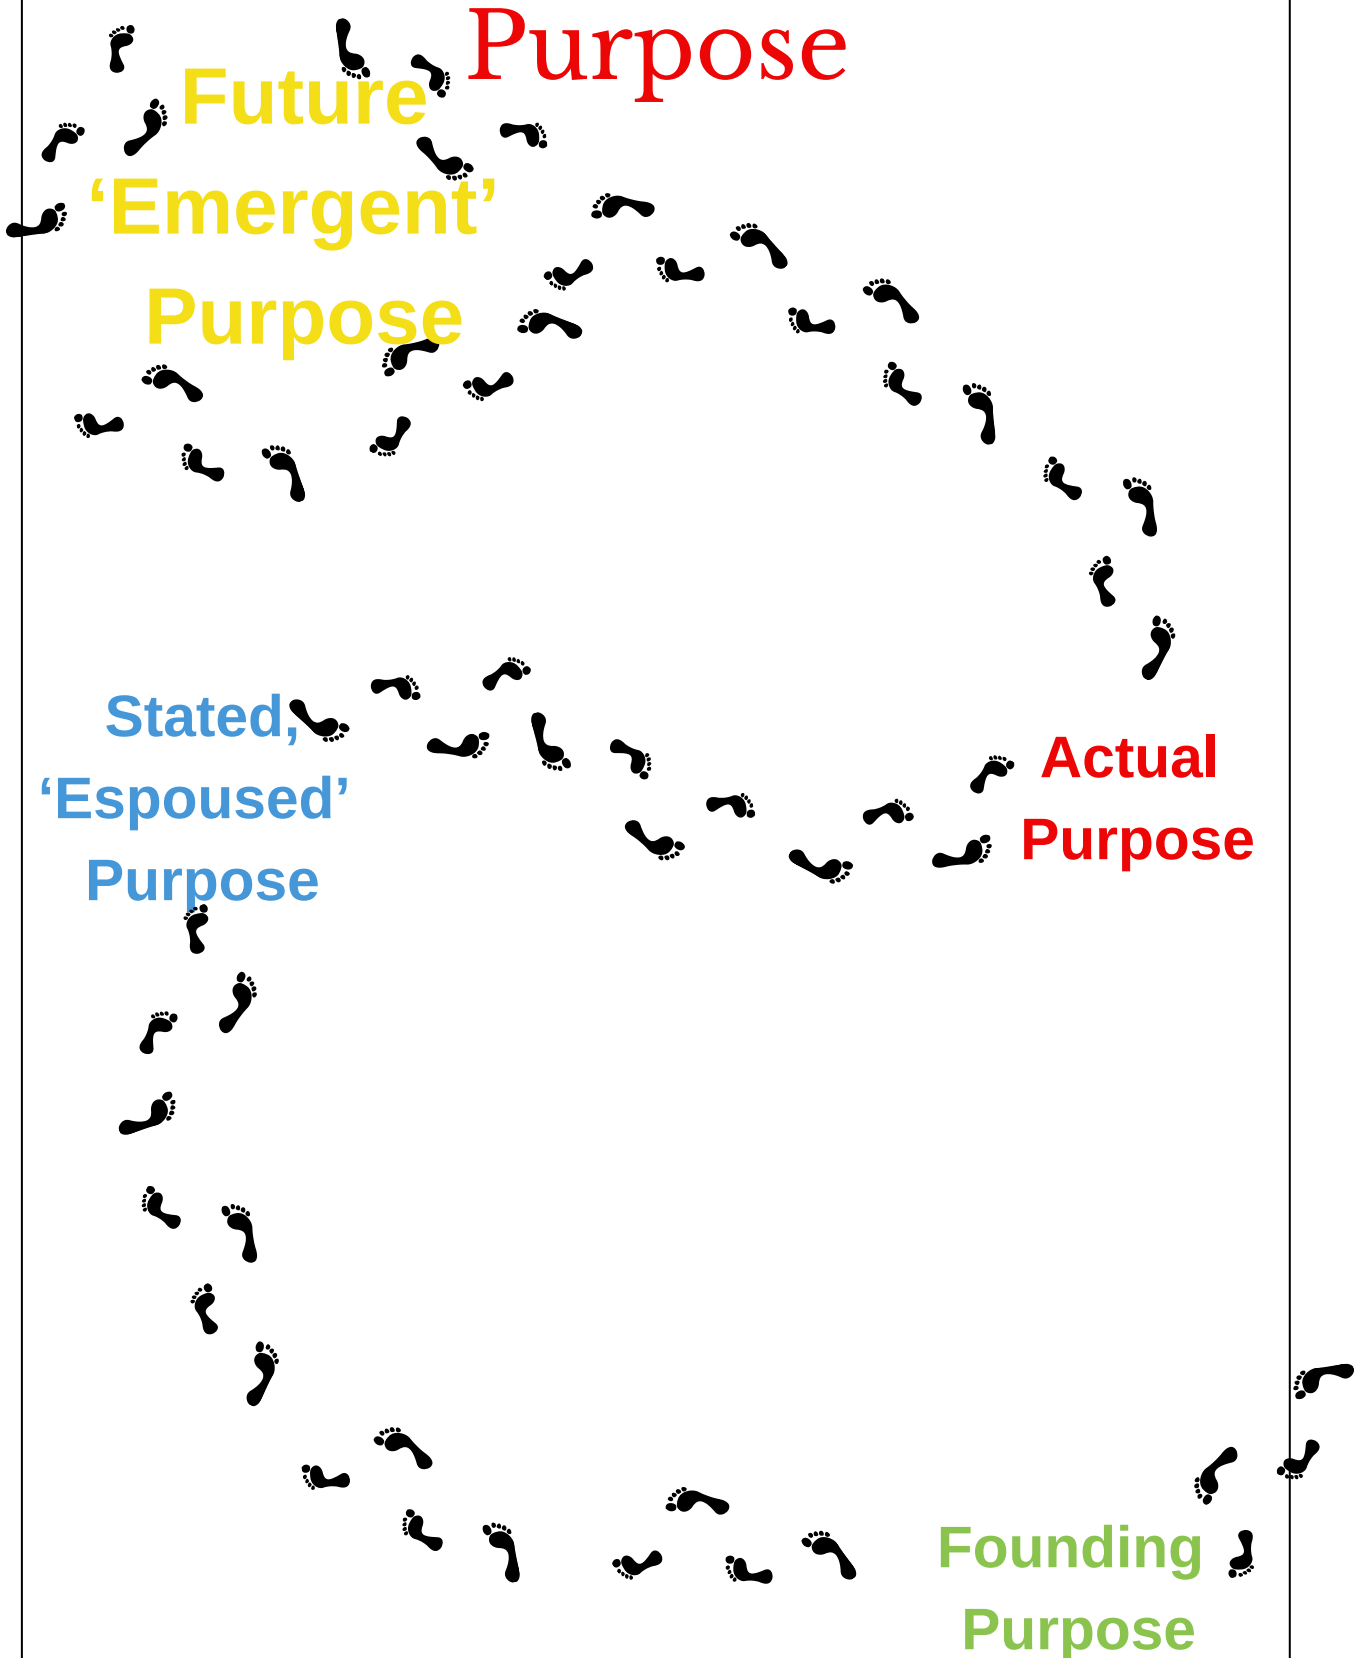 Purpose
Future
‘Emergent’
Purpose
Stated,
‘Espoused’
Purpose
Actual
Purpose
Founding
Purpose